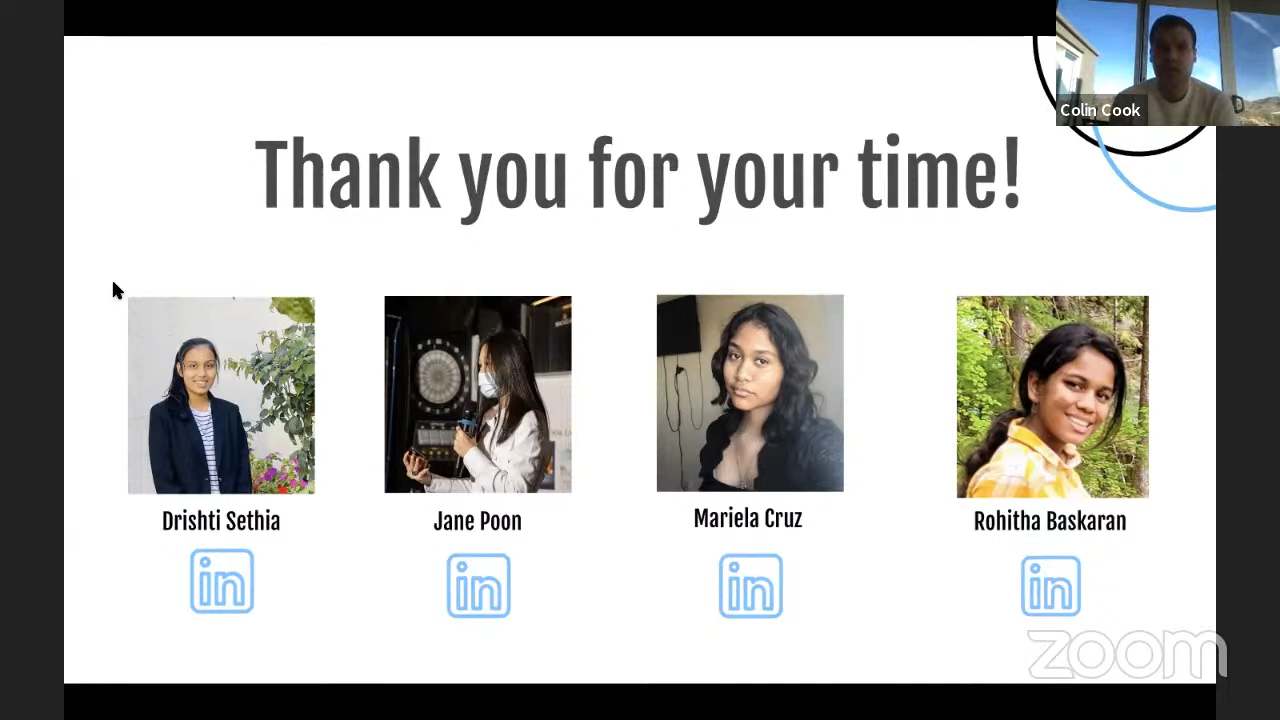 Colin Cook
Thank you for your time!
Drishti Sethia
Jane Poon
Mariela Cruz
Rohitha Baskaran
in
in
in
in
zoom